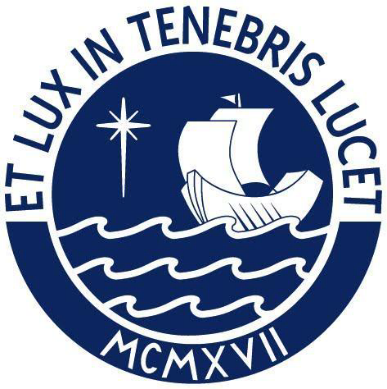 ET LUX IN TENEBRIS LUCET
MCMXVII